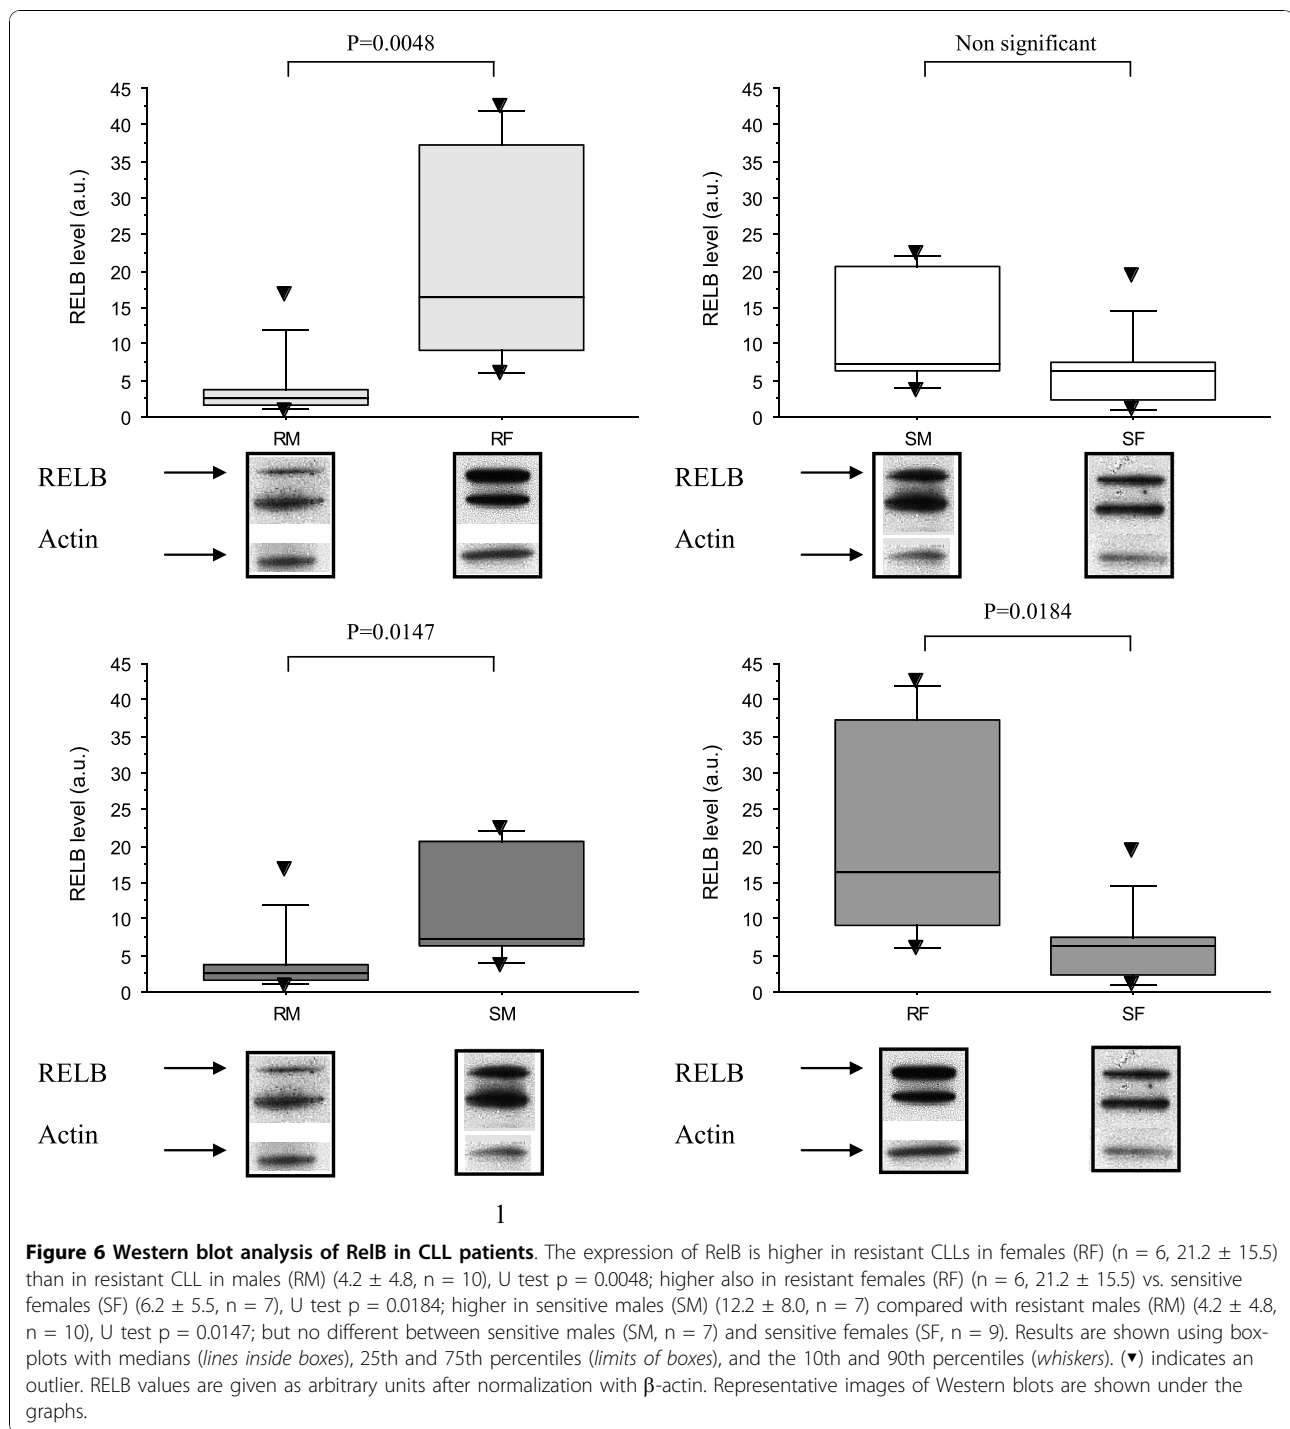 P=0.0048
Non significant
RELB level (a.u.)
45
40
35
30
25
20
15
10
5
0
RM RF
RELB level (a.u.)
45
40
35
30
25
20
15
10
5
0
SM SF
RELB
Actin
RELB
Actin
P=0.0147
P=0.0184
RELB level (a.u.)
45
40
35
30
25
20
15
10
5
0
RM SM
RELB level (a.u.)
45
40
35
30
25
20
15
10
5
0
RF SF
RELB
Actin
RELB
Actin
1
Figure 6 Western blot analysis of RelB in CLL patients. The expression of RelB is higher in resistant CLLs in females (RF) (n = 6, 21.2 ± 15.5)
than in resistant CLL in males (RM) (4.2 ± 4.8, n = 10), U test p = 0.0048; higher also in resistant females (RF) (n = 6, 21.2 ± 15.5) vs. sensitive
females (SF) (6.2 ± 5.5, n = 7), U test p = 0.0184; higher in sensitive males (SM) (12.2 ± 8.0, n = 7) compared with resistant males (RM) (4.2 ± 4.8,
n = 10), U test p = 0.0147; but no different between sensitive males (SM, n = 7) and sensitive females (SF, n = 9). Results are shown using box-
plots with medians (lines inside boxes), 25th and 75th percentiles (limits of boxes), and the 10th and 90th percentiles (whiskers). (▼) indicates an
outlier. RELB values are given as arbitrary units after normalization with β-actin. Representative images of Western blots are shown under the
graphs.